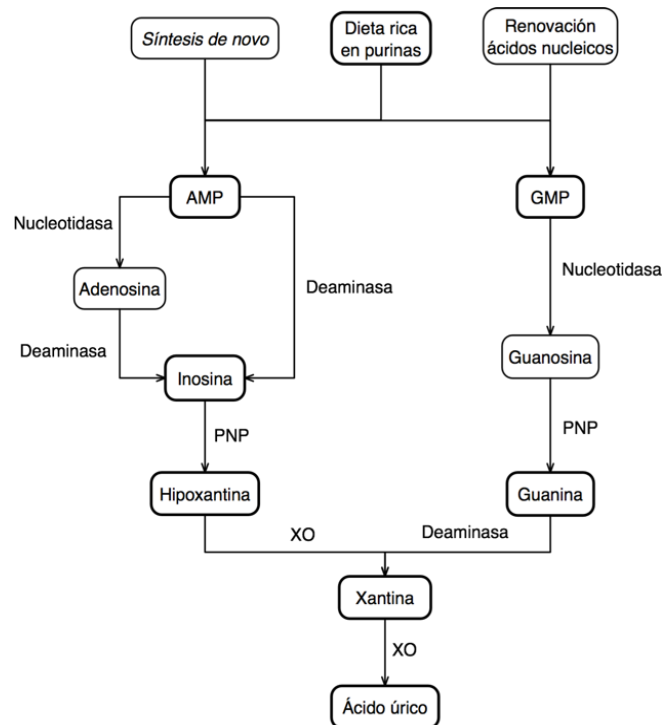 Síntesis de novo
Dieta rica
en purinas
Renovación
ácidos nucleicos
AMP
GMP
Nucleotidasa
Nucleotidasa
Adenosina
Deaminasa
Deaminasa
Guanosina
Inosina
PNP
PNP
Hipoxantina
Guanina
XO
Deaminasa
Xantina
XO
Ácido úrico